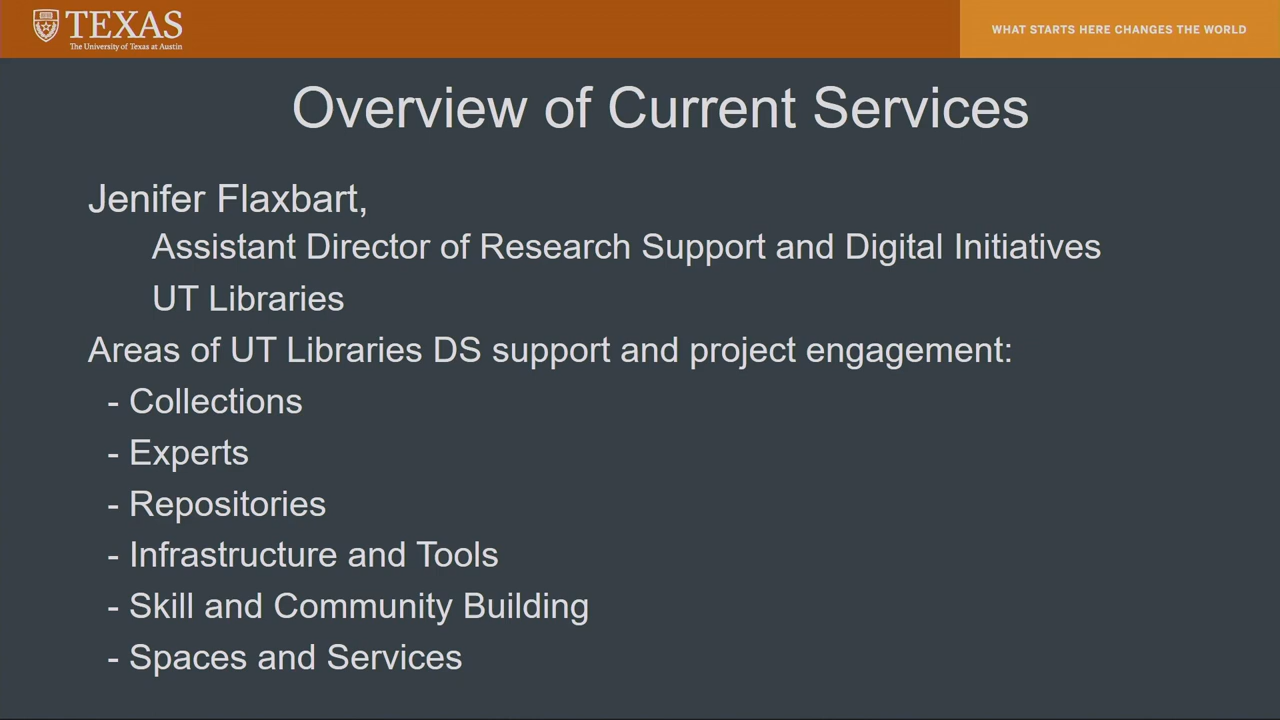 TEXAS
The University of Texas at Austin
WHAT STARTS HERE CHANGES THE WORLD
Overview of Current Services
Jenifer Flaxbart,
Assistant Director of Research Support and Digital Initiatives
UT Libraries
Areas of UT Libraries DS support and project engagement:
- Collections
- Experts
- Repositories
- Infrastructure and Tools
- Skill and Community Building
- Spaces and Services